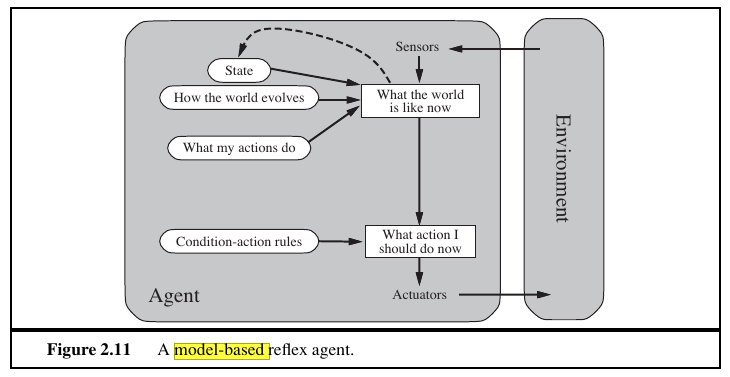 Sensors
State
How the world evolves
What the world
is like now
What my actions do
Environment
Condition-action rules
What action I
should do now
Agent
Actuators
Figure 2.11 A model-based reflex agent.